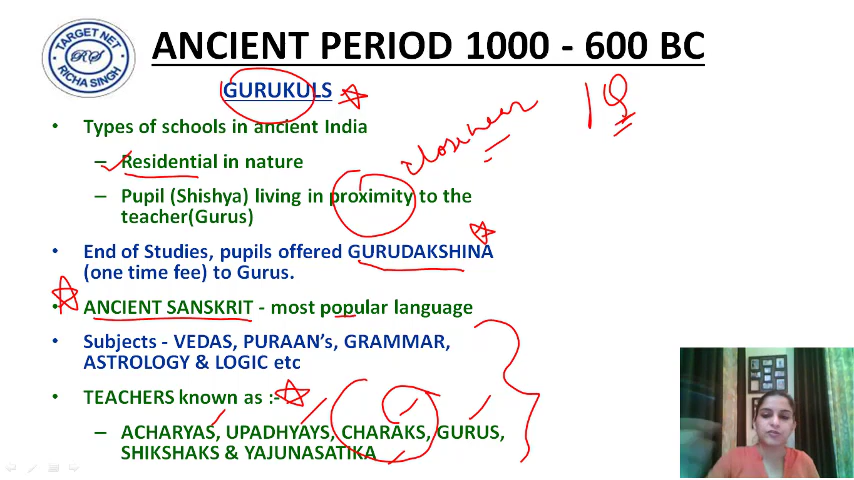 TARGET NET
RS
RICHA SINGH
ANCIENT PERIOD 1000 - 600 BC
GURUKULS
• Types of schools in ancient India
– Residential in nature
– Pupil (Shishya) living in proximity to the
teacher(Gurus)
• End of Studies, pupils offered GURUDAKSHINA
(one time fee) to Gurus.
• ANCIENT SANSKRIT - most popular language
• Subjects - VEDAS, PURAAN's, GRAMMAR,
ASTROLOGY & LOGIC etc
• TEACHERS known as :-
– ACHARYAS, UPADHYAYS, CHARAKS, GURUS,
SHIKSHAKS & YAJUNASATIKA